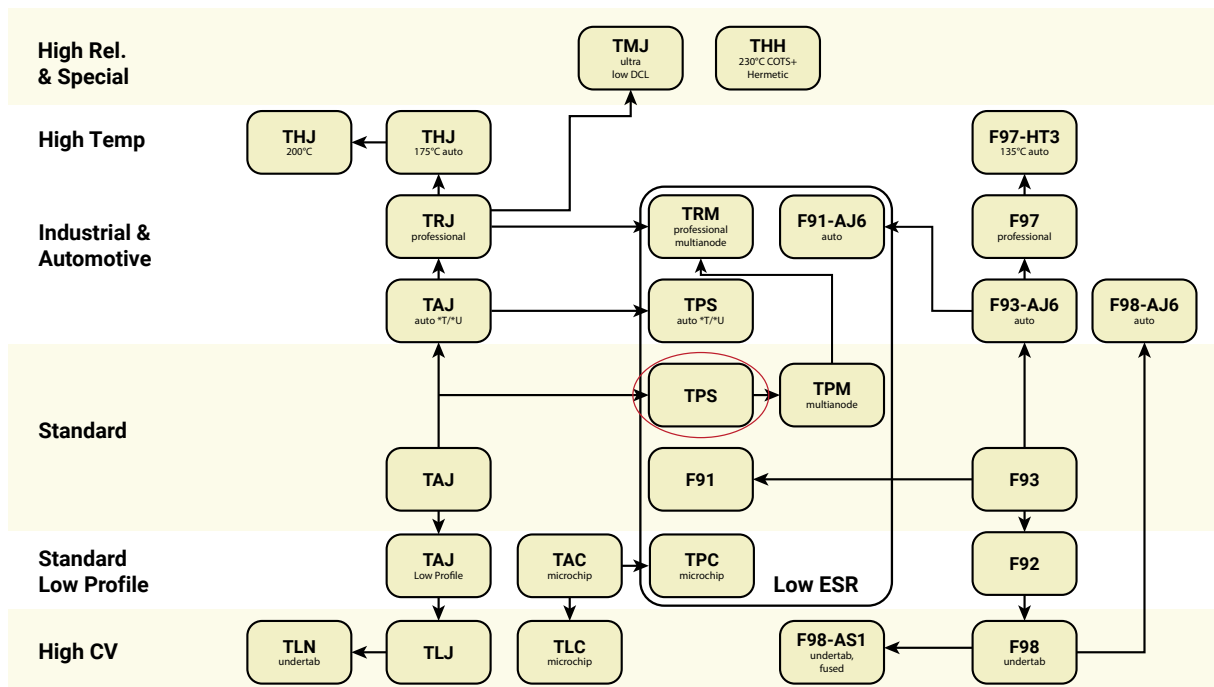 High Rel.
& Special
TMJ
ultra
low DCL
THH
230°C COTS+
Hermetic
High Temp
THJ
200°C
THJ
175°C auto
F97-HT3
135°C auto
Industrial &
Automotive
TRJ
professional
TRM
professional
multianode
F91-AJ6
auto
F97
professional
TAJ
auto *T/*U
TPS
auto *T/*U
F93-AJ6
auto
F98-AJ6
auto
Standard
TPS
TPM
multianode
TAJ
F91
F93
Standard
Low Profile
TAJ
Low Profile
TAC
microchip
TPC
microchip
Low ESR
F92
High CV
TLN
undertab
TLJ
TLC
microchip
F98-AS1
undertab,
fused
F98
undertab